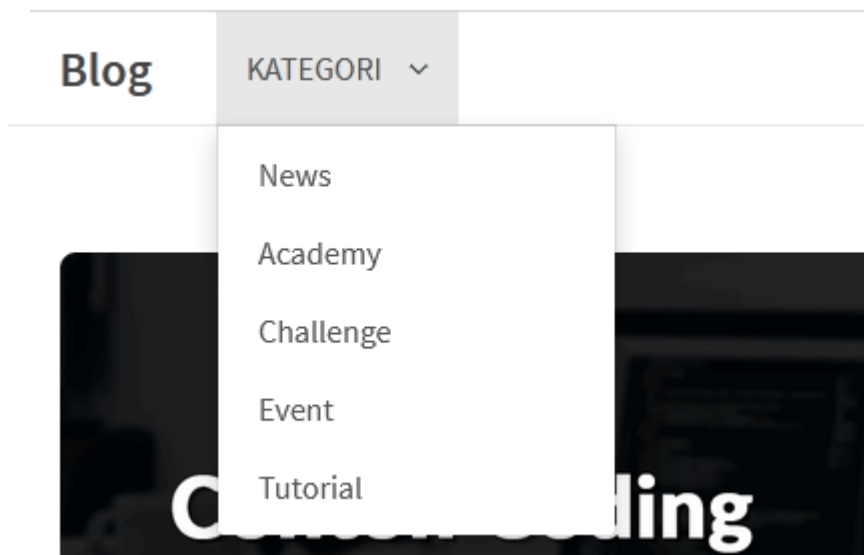 Blog
KATEGORI
News
Academy
Challenge
Event
Tutorial